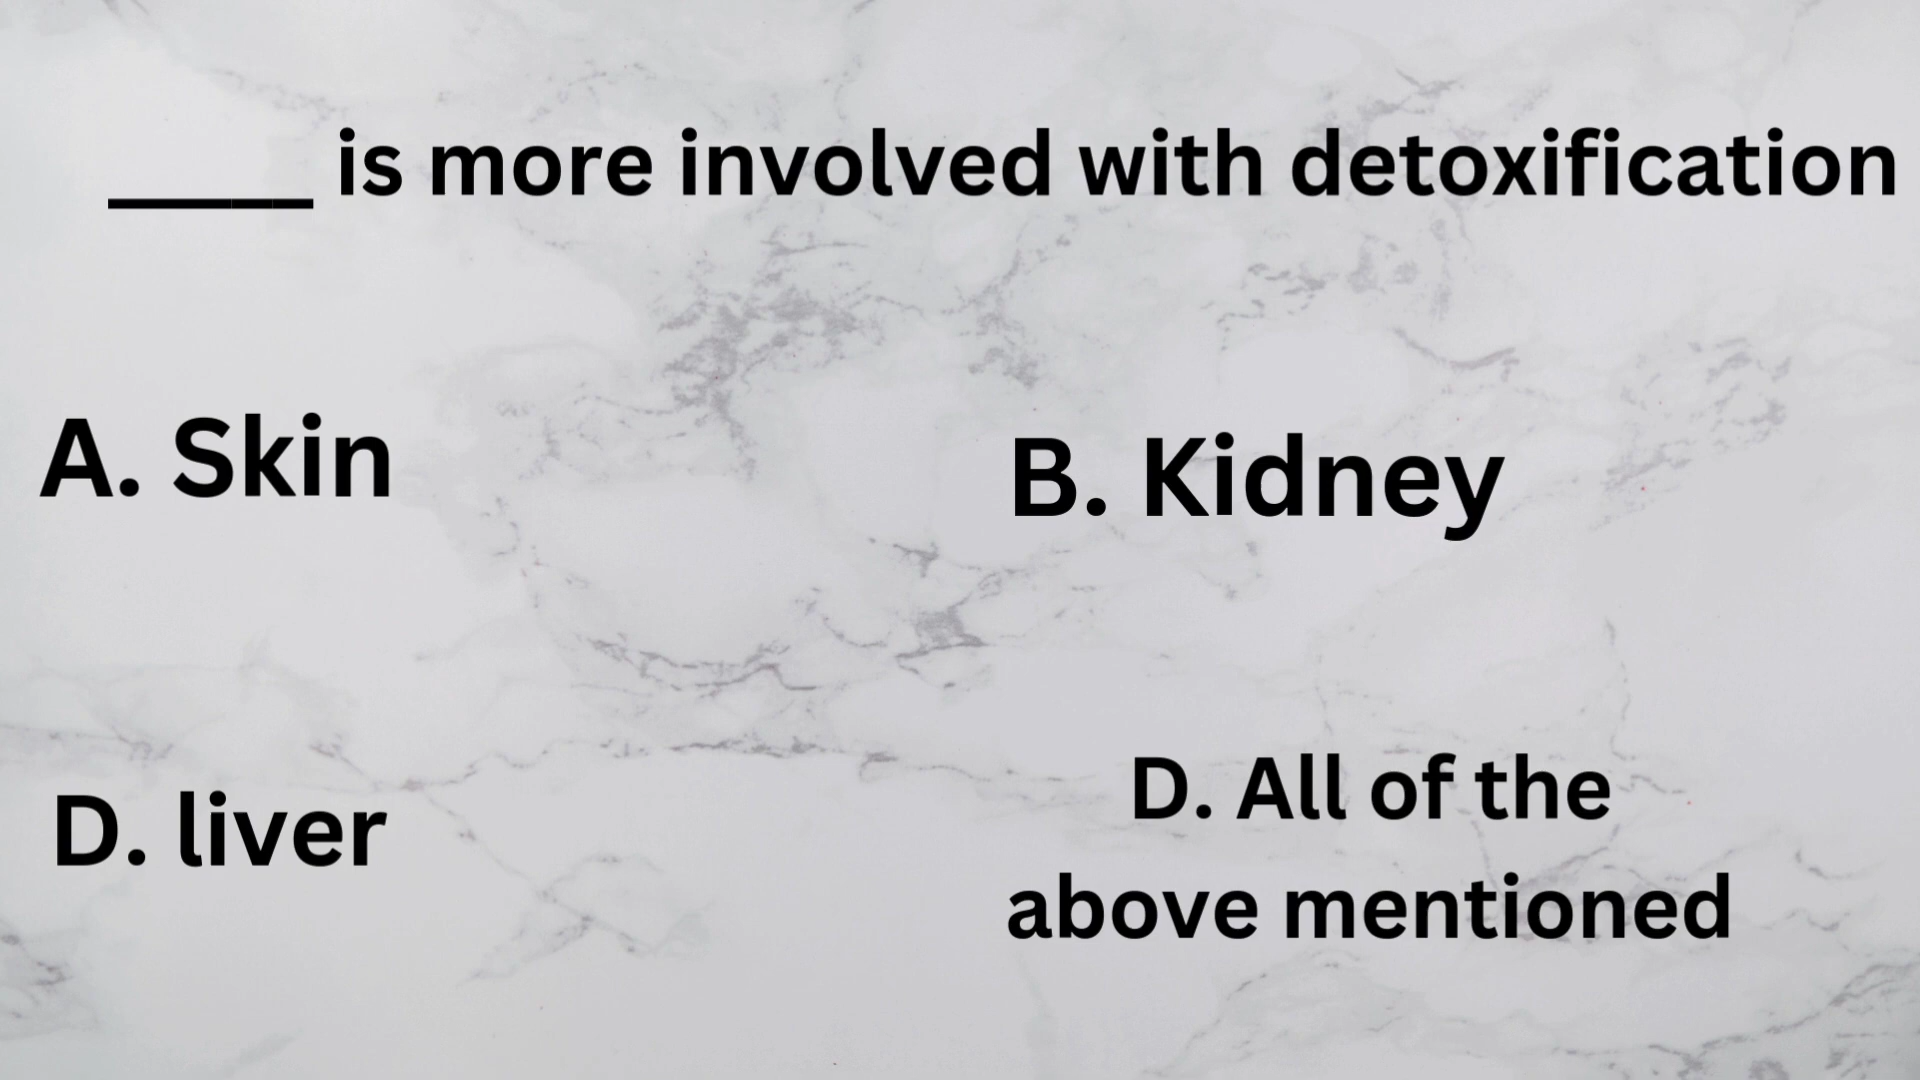 _____ is more involved with detoxification
A. Skin
B. Kidney
D. liver
D. All of the
above mentioned